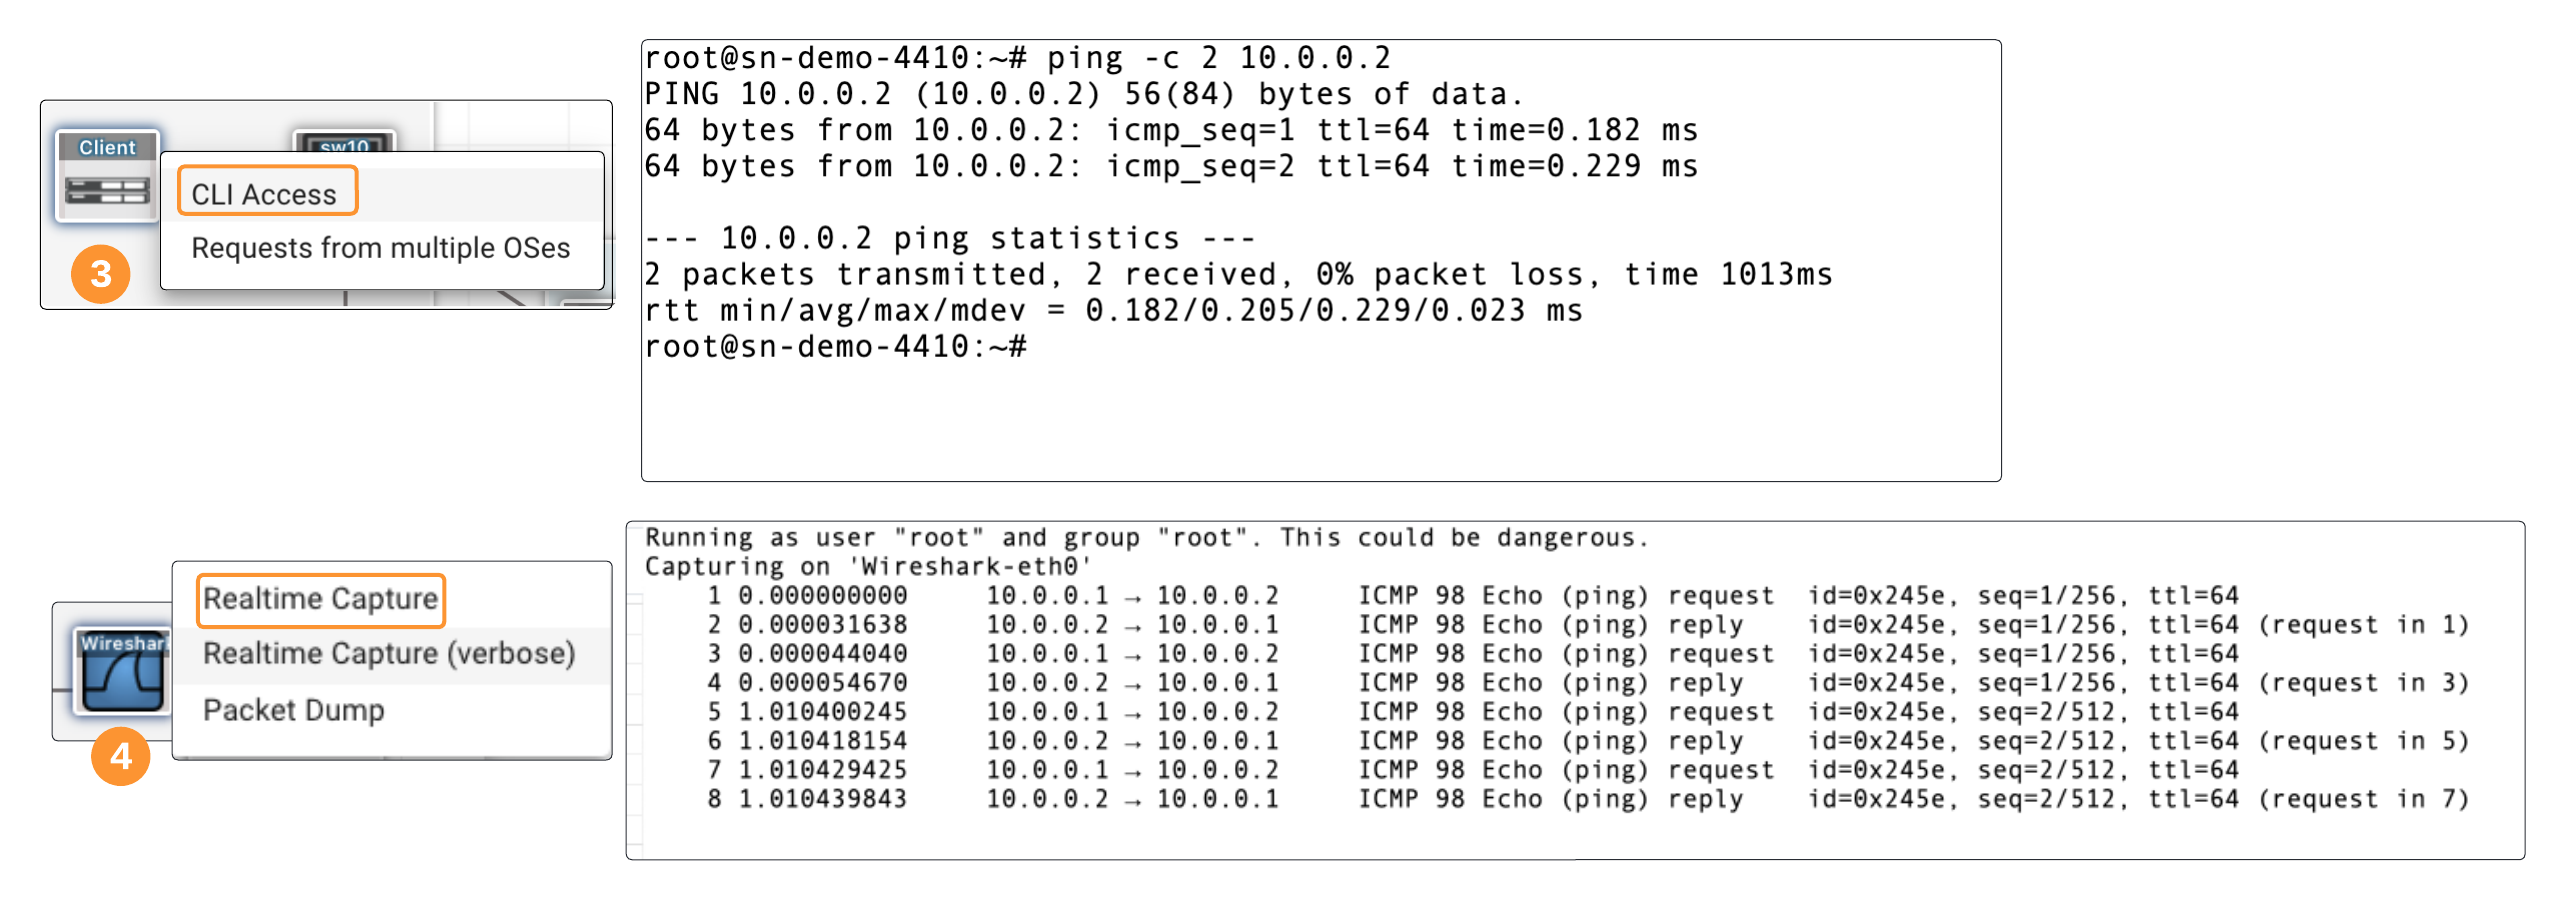 Client
sw10
CLI Access
Requests from multiple OSes
3
root@sn-demo-4410:~# ping -c 2 10.0.0.2
PING 10.0.0.2 (10.0.0.2) 56(84) bytes of data.
64 bytes from 10.0.0.2: icmp_seq=1 ttl=64 time=0.182 ms
64 bytes from 10.0.0.2: icmp_seq=2 ttl=64 time=0.229 ms
--- 10.0.0.2 ping statistics ---
2 packets transmitted, 2 received, 0% packet loss, time 1013ms
rtt min/avg/max/mdev = 0.182/0.205/0.229/0.023 ms
root@sn-demo-4410:~#
Wireshar
Realtime Capture
Realtime Capture (verbose)
Packet Dump
4
Running as user "root" and group "root". This could be dangerous.
Capturing on 'Wireshark-eth0'
1 0.000000000 10.0.0.1 → 10.0.0.2 ICMP 98 Echo (ping) request id=0x245e, seq=1/256, ttl=64
2 0.000031638 10.0.0.2 → 10.0.0.1 ICMP 98 Echo (ping) reply id=0x245e, seq=1/256, ttl=64 (request in 1)
3 0.000044040 10.0.0.1 → 10.0.0.2 ICMP 98 Echo (ping) request id=0x245e, seq=1/256, ttl=64
4 0.000054670 10.0.0.2 → 10.0.0.1 ICMP 98 Echo (ping) reply id=0x245e, seq=1/256, ttl=64 (request in 3)
5 1.010400245 10.0.0.1 → 10.0.0.2 ICMP 98 Echo (ping) request id=0x245e, seq=2/512, ttl=64
6 1.010418154 10.0.0.2 → 10.0.0.1 ICMP 98 Echo (ping) reply id=0x245e, seq=2/512, ttl=64 (request in 5)
7 1.010429425 10.0.0.1 → 10.0.0.2 ICMP 98 Echo (ping) request id=0x245e, seq=2/512, ttl=64
8 1.010439843 10.0.0.2 → 10.0.0.1 ICMP 98 Echo (ping) reply id=0x245e, seq=2/512, ttl=64 (request in 7)